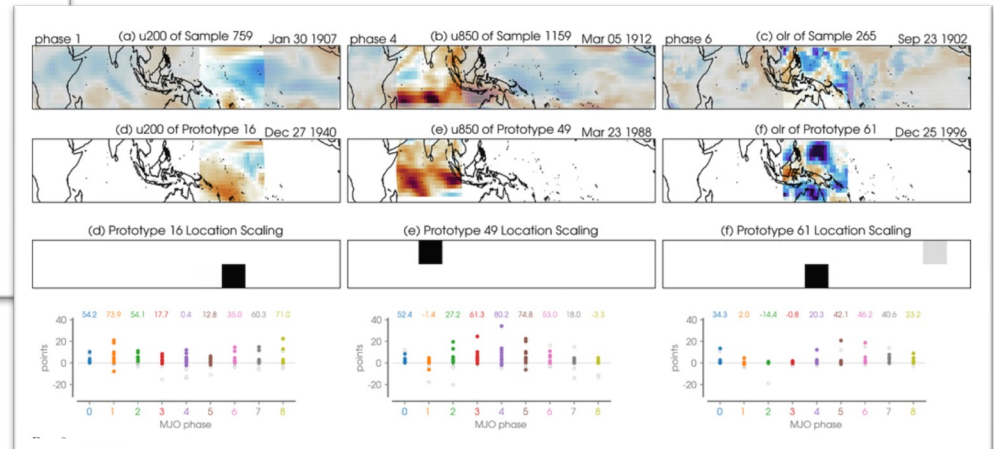 phase 1 (a) u200 of Sample 759 Jan 30 1907
phase 4 (b) u850 of Sample 1159 Mar 05 1912
phase 6 (c) olr of Sample 265 Sep 23 1902
(d) u200 of Prototype 16 Dec 27 1940
(e) u850 of Prototype 49 Mar 23 1988
(f) olr of Prototype 61 Dec 25 1996
(d) Prototype 16 Location Scaling
(e) Prototype 49 Location Scaling
(f) Prototype 61 Location Scaling
54.2 73.9 54.1 17.7 0.4 12.8 35.0 60.3 71.0
40
20
0
-20
points
0 1 2 3 4 5 6 7 8
MJO phase
52.4 -1.4 27.2 61.3 80.2 74.8 53.0 18.0 -3.3
40
20
0
-20
points
0 1 2 3 4 5 6 7 8
MJO phase
34.3 2.0 -14.4 -0.8 20.3 42.1 46.2 40.6 23.2
40
20
0
-20
points
0 1 2 3 4 5 6 7 8
MJO phase